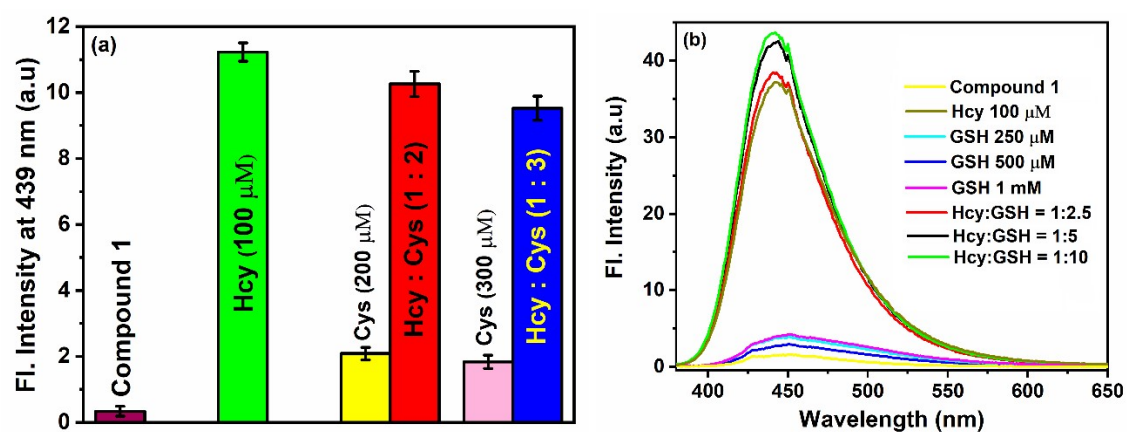 (a)
Fl. Intensity at 439 nm (a.u)
12
10
8
6
4
2
0
Compound 1
Hcy (100 μM)
Cys (200 μM)
Hcy : Cys (1 : 2)
Cys (300 μM)
Hcy : Cys (1 : 3)
(b)
Fl. Intensity (a.u)
40
30
20
10
0
Compound 1
Hcy 100 μM
GSH 250 μM
GSH 500 μM
GSH 1 mM
Hcy:GSH = 1:2.5
Hcy:GSH = 1:5
Hcy:GSH = 1:10
400 450 500 550 600 650
Wavelength (nm)